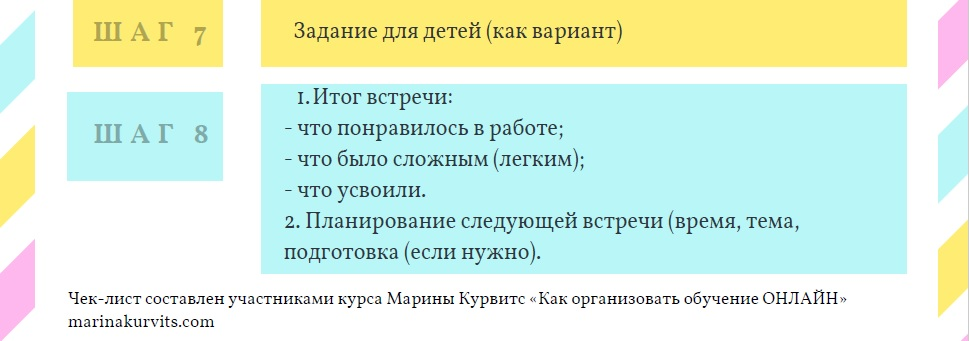 ШАГ 7
Задание для детей (как вариант)
ШАГ 8
1. Итог встречи:
- что понравилось в работе;
- что было сложным (легким);
- что усвоили.
2. Планирование следующей встречи (время, тема,
подготовка (если нужно).
Чек-лист составлен участниками курса Марины Курвитс «Как организовать обучение ОНЛАЙН»
marinakurvits.com